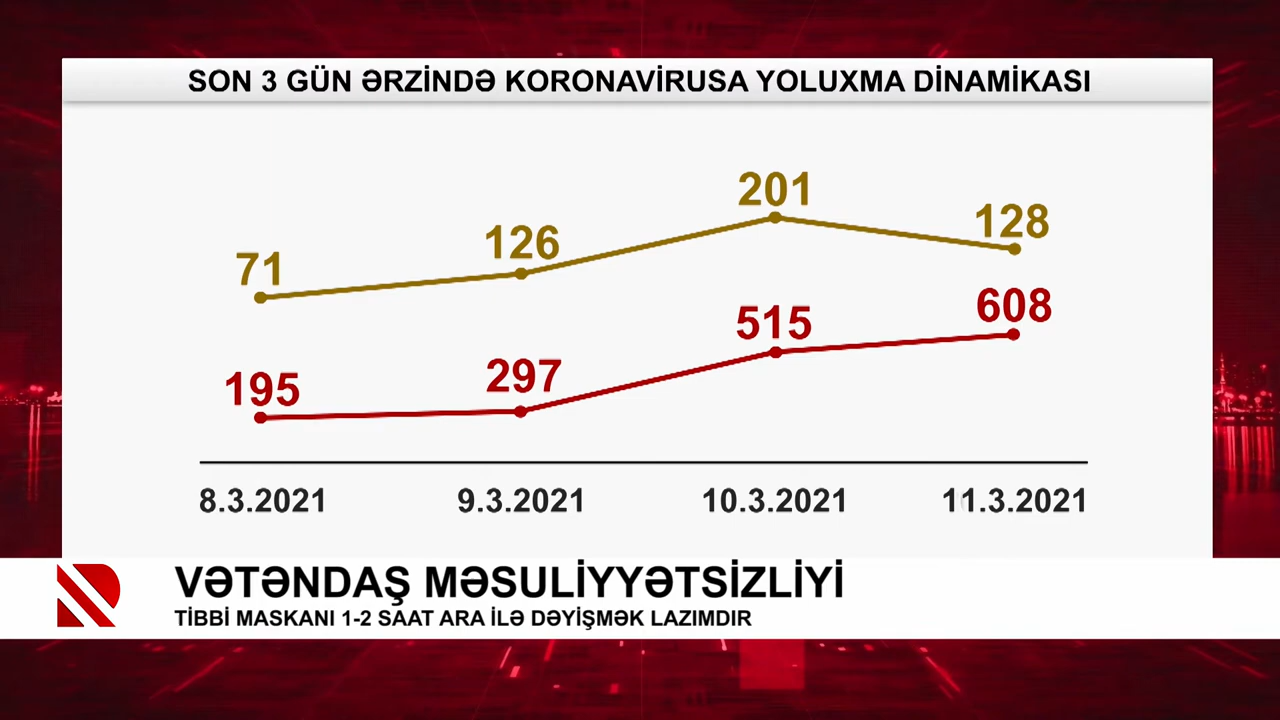 SON 3 GÜN ƏRZİNDƏ KORONAVİRUSA YOLUXMA DİNAMİKASI
201
71 126 128
195 297 515 608
8.3.2021 9.3.2021 10.3.2021 11.3.2021
VƏTƏNDAŞ MƏSULİYYƏTSİZLİYİ
TİBBİ MASKANI 1-2 SAAT ARA İLƏ DƏYİŞMƏK LAZIMDIR